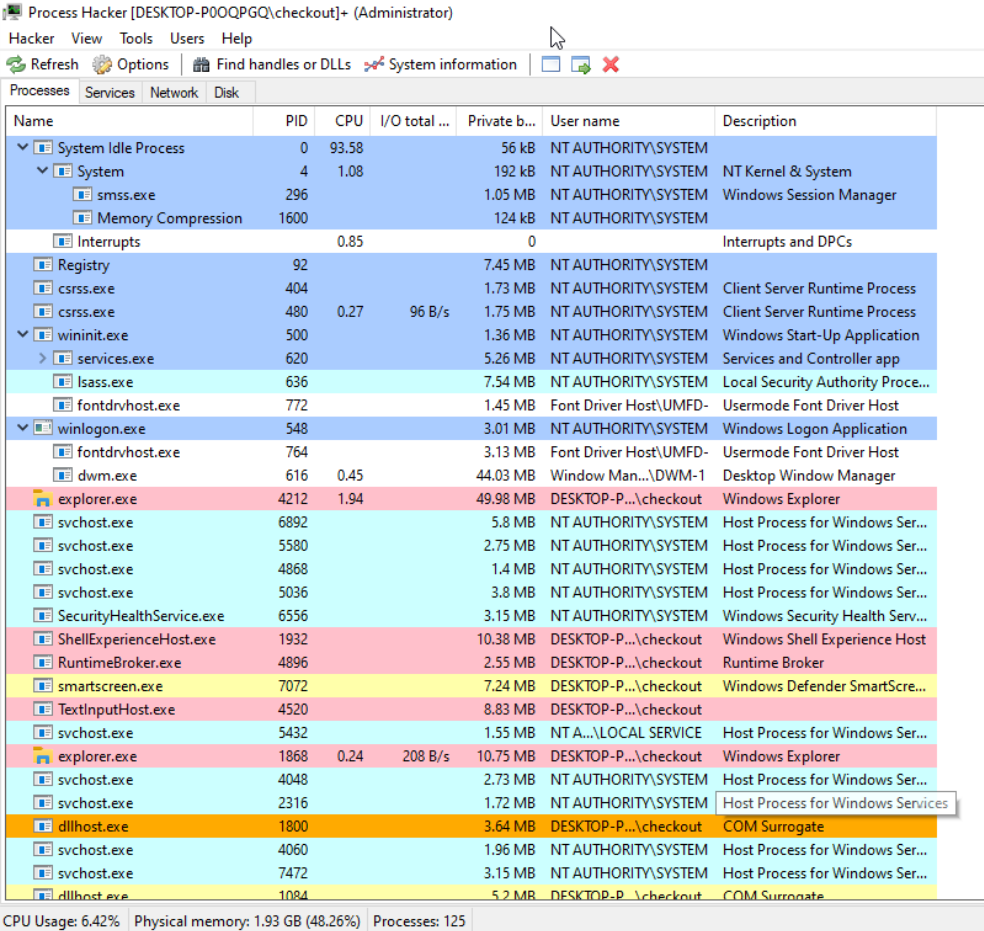 Process Hacker [DESKTOP-P0OQPGQ\checkout]+ (Administrator)
Hacker View Tools Users Help
Refresh Options Find handles or DLLs System information
Processes Services Network Disk
Name PID CPU I/O total ... Private b... User name Description
System Idle Process 0 93.58 56 kB NT AUTHORITY\SYSTEM
System 4 1.08 192 kB NT AUTHORITY\SYSTEM NT Kernel & System
smss.exe 296 1.05 MB NT AUTHORITY\SYSTEM Windows Session Manager
Memory Compression 1600 124 kB NT AUTHORITY\SYSTEM
Interrupts 0.85 0 Interrupts and DPCs
Registry 92 7.45 MB NT AUTHORITY\SYSTEM
csrss.exe 404 1.73 MB NT AUTHORITY\SYSTEM Client Server Runtime Process
csrss.exe 480 0.27 96 B/s 1.75 MB NT AUTHORITY\SYSTEM Client Server Runtime Process
wininit.exe 500 1.36 MB NT AUTHORITY\SYSTEM Windows Start-Up Application
services.exe 620 5.26 MB NT AUTHORITY\SYSTEM Services and Controller app
lsass.exe 636 7.54 MB NT AUTHORITY\SYSTEM Local Security Authority Proce...
fontdrvhost.exe 772 1.45 MB Font Driver Host\UMFD- Usermode Font Driver Host
winlogon.exe 548 3.01 MB NT AUTHORITY\SYSTEM Windows Logon Application
fontdrvhost.exe 764 3.13 MB Font Driver Host\UMFD- Usermode Font Driver Host
dwm.exe 616 0.45 44.03 MB Window Man...\DWM-1 Desktop Window Manager
explorer.exe 4212 1.94 49.98 MB DESKTOP-P...\checkout Windows Explorer
svchost.exe 6892 5.8 MB NT AUTHORITY\SYSTEM Host Process for Windows Ser...
svchost.exe 5580 2.75 MB NT AUTHORITY\SYSTEM Host Process for Windows Ser...
svchost.exe 4868 1.4 MB NT AUTHORITY\SYSTEM Host Process for Windows Ser...
svchost.exe 5036 3.8 MB NT AUTHORITY\SYSTEM Host Process for Windows Ser...
SecurityHealthService.exe 6556 3.15 MB NT AUTHORITY\SYSTEM Windows Security Health Serv...
ShellExperienceHost.exe 1932 10.38 MB DESKTOP-P...\checkout Windows Shell Experience Host
RuntimeBroker.exe 4896 2.55 MB DESKTOP-P...\checkout Runtime Broker
smartscreen.exe 7072 7.24 MB DESKTOP-P...\checkout Windows Defender SmartScre...
TextInputHost.exe 4520 8.83 MB DESKTOP-P...\checkout
svchost.exe 5432 1.55 MB NT A...\LOCAL SERVICE Host Process for Windows Ser...
explorer.exe 1868 0.24 208 B/s 10.75 MB DESKTOP-P...\checkout Windows Explorer
svchost.exe 4048 2.73 MB NT AUTHORITY\SYSTEM Host Process for Windows Ser...
svchost.exe 2316 1.72 MB NT AUTHORITY\SYSTEM Host Process for Windows Services
dllhost.exe 1800 3.64 MB DESKTOP-P...\checkout COM Surrogate
svchost.exe 4060 1.96 MB NT AUTHORITY\SYSTEM Host Process for Windows Ser...
svchost.exe 7472 3.15 MB NT AUTHORITY\SYSTEM Host Process for Windows Ser...
dllhost.exe 1084 5.2 MB DESKTOP-P...\checkout COM Surrogate
CPU Usage: 6.42% Physical memory: 1.93 GB (48.26%) Processes: 125